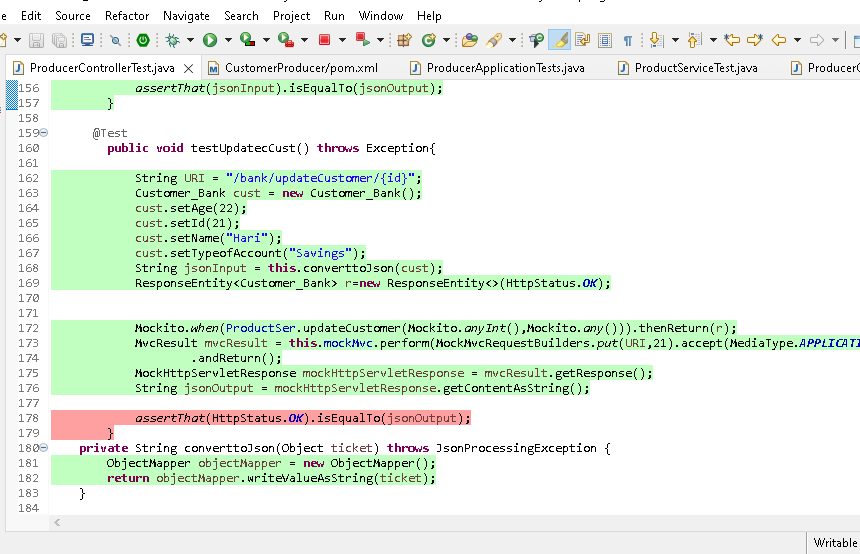 Edit Source Refactor Navigate Search Project Run Window Help
ProducerControllerTest.java CustomerProducer/pom.xml ProducerApplicationTests.java ProductServiceTest.java
156 assertThat(jsonInput).isEqualTo(jsonOutput);
157 }
158
159 @Test
160 public void testUpdatecCust() throws Exception{
161
162 String URI = "/bank/updateCustomer/{id}";
163 Customer_Bank cust = new Customer_Bank();
164 cust.setAge(22);
165 cust.setId(21);
166 cust.setName("Hari");
167 cust.setTypeofAccount("Savings");
168 String jsonInput = this.converttoJson(cust);
169 ResponseEntity<Customer_Bank> r=new ResponseEntity<>(HttpStatus.OK);
170
171
172 Mockito.when(ProductSer.updateCustomer(Mockito.anyInt(),Mockito.any())).thenReturn(r);
173 MvcResult mvcResult = this.mockMvc.perform(MockMvcRequestBuilders.put(URI,21).accept(MediaType.APPLICATI
174 .andReturn();
175 MockHttpServletResponse mockHttpServletResponse = mvcResult.getResponse();
176 String jsonOutput = mockHttpServletResponse.getContentAsString();
177
178 assertThat(HttpStatus.OK).isEqualTo(jsonOutput);
179 }
180 private String converttoJson(Object ticket) throws JsonProcessingException {
181 ObjectMapper objectMapper = new ObjectMapper();
182 return objectMapper.writeValueAsString(ticket);
183 }
184
Writable